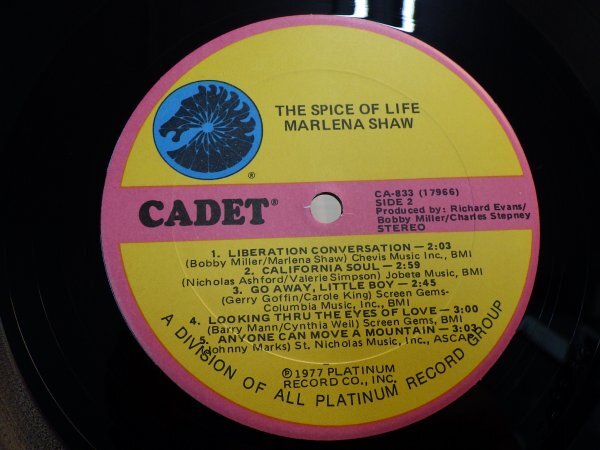 THE SPICE OF LIFE
MARLENA SHAW
®
CADET®
CA-833 (17966)
SIDE 2
Produced by: Richard Evans/
Bobby Miller/Charles Stepney
STEREO
1. LIBERATION CONVERSATION — 2:03
(Bobby Miller/Marlena Shaw) Chevis Music Inc., BMI
2. CALIFORNIA SOUL — 2:59
(Nicholas Ashford/Valerie Simpson) Jobete Music, BMI
3. GO AWAY, LITTLE BOY — 2:45
(Gerry Goffin/Carole King) Screen Gems-
Columbia Music, Inc., BMI
4. LOOKING THRU THE EYES OF LOVE — 3:00
(Barry Mann/Cynthia Weil) Screen Gems, BMI
5. ANYONE CAN MOVE A MOUNTAIN — 3:03
(Johnny Marks) St. Nicholas Music, Inc., ASCAP
℗1977 PLATINUM
RECORD CO., INC.
A DIVISION OF ALL PLATINUM RECORD GROUP